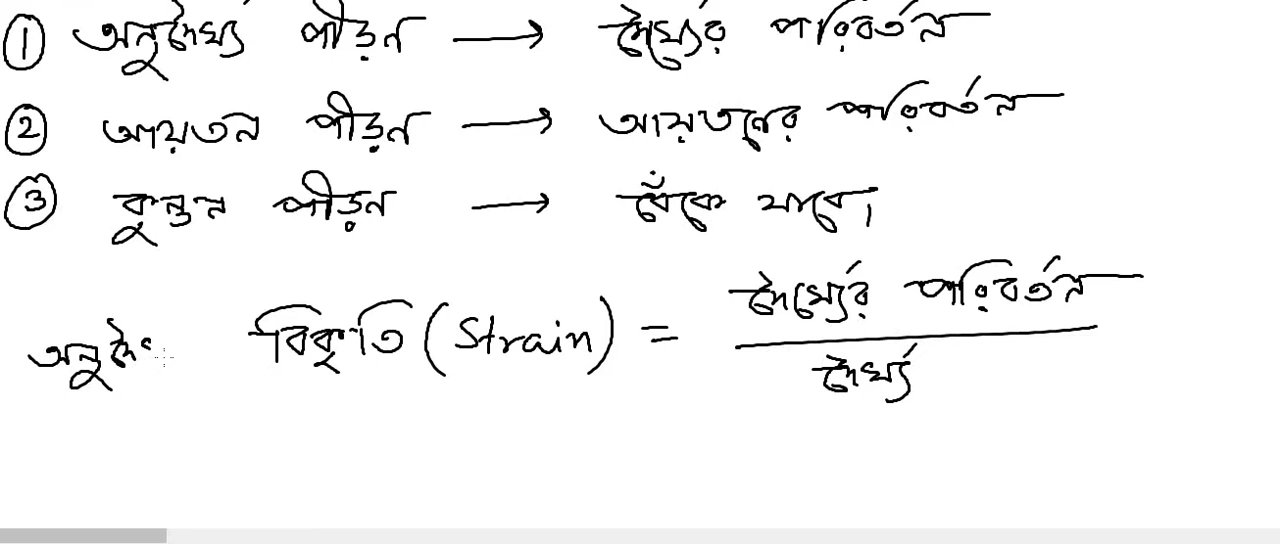 ① অনুদৈর্ঘ্য পীড়ন → দৈর্ঘ্যের পরিবর্তন
② আয়তন পীড়ন → আয়তনের পরিবর্তন
③ কৃন্তন পীড়ন → বেঁকে যাবে।
অনুদৈ বিকৃতি (Strain) = দৈর্ঘ্যের পরিবর্তন
দৈর্ঘ্য